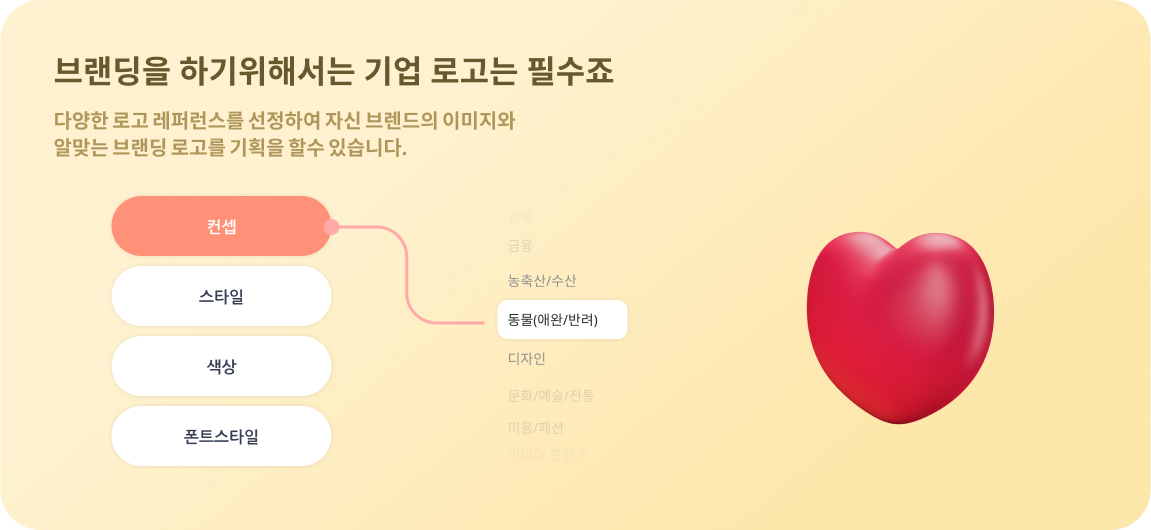 브랜딩을 하기위해서는 기업 로고는 필수죠
다양한 로고 레퍼런스를 선정하여 자신 브렌드의 이미지와
알맞는 브랜딩 로고를 기획을 할수 있습니다.
컨셉
스타일
색상
폰트스타일
교육
금융
농축산/수산
동물(애완/반려)
디자인
문화/예술/전통
미용/패션
미디어 콘텐츠